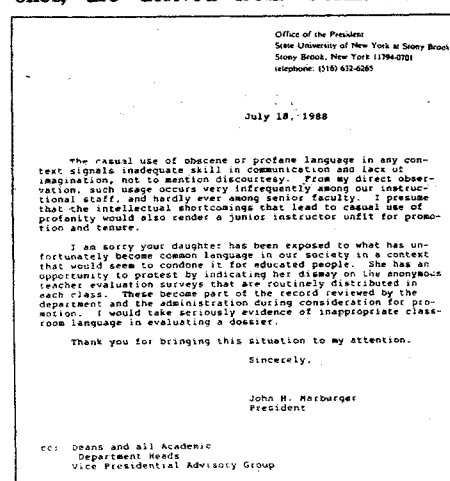 Office of the President
State University of New York at Stony Brook
Stony Brook, New York 11794-0701
telephone: (516) 632-6265
July 18, 1988
The casual use of obscene or profane language in any con-
text signals inadequate skill in communication and lack of
imagination, not to mention discourtesy. From my direct obser-
vation, such usage occurs very infrequently among our instruc-
tional staff, and hardly ever among senior faculty. I presume
that the intellectual shortcomings that lead to casual use of
profanity would also render a junior instructor unfit for promo-
tion and tenure.
I am sorry your daughter has been exposed to what has un-
fortunately become common language in our society in a context
that would seem to condone it for educated people. She has an
opportunity to protest by indicating her dismay on the anonymous
teacher evaluation surveys that are routinely distributed in
each class. These become part of the record reviewed by the
department and the administration during consideration for pro-
motion. I would take seriously evidence of inappropriate class-
room language in evaluating a dossier.
Thank you for bringing this situation to my attention.
Sincerely,
John H. Marburger
President
cc: Deans and all Academic
Department Heads
Vice Presidential Advisory Group